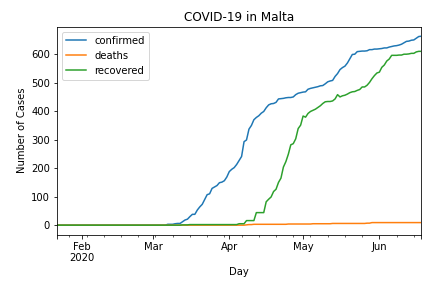 COVID-19 in Malta
confirmed
deaths
recovered
Number of Cases
600
500
400
300
200
100
0
Feb
2020
Mar
Apr
May
Jun
Day